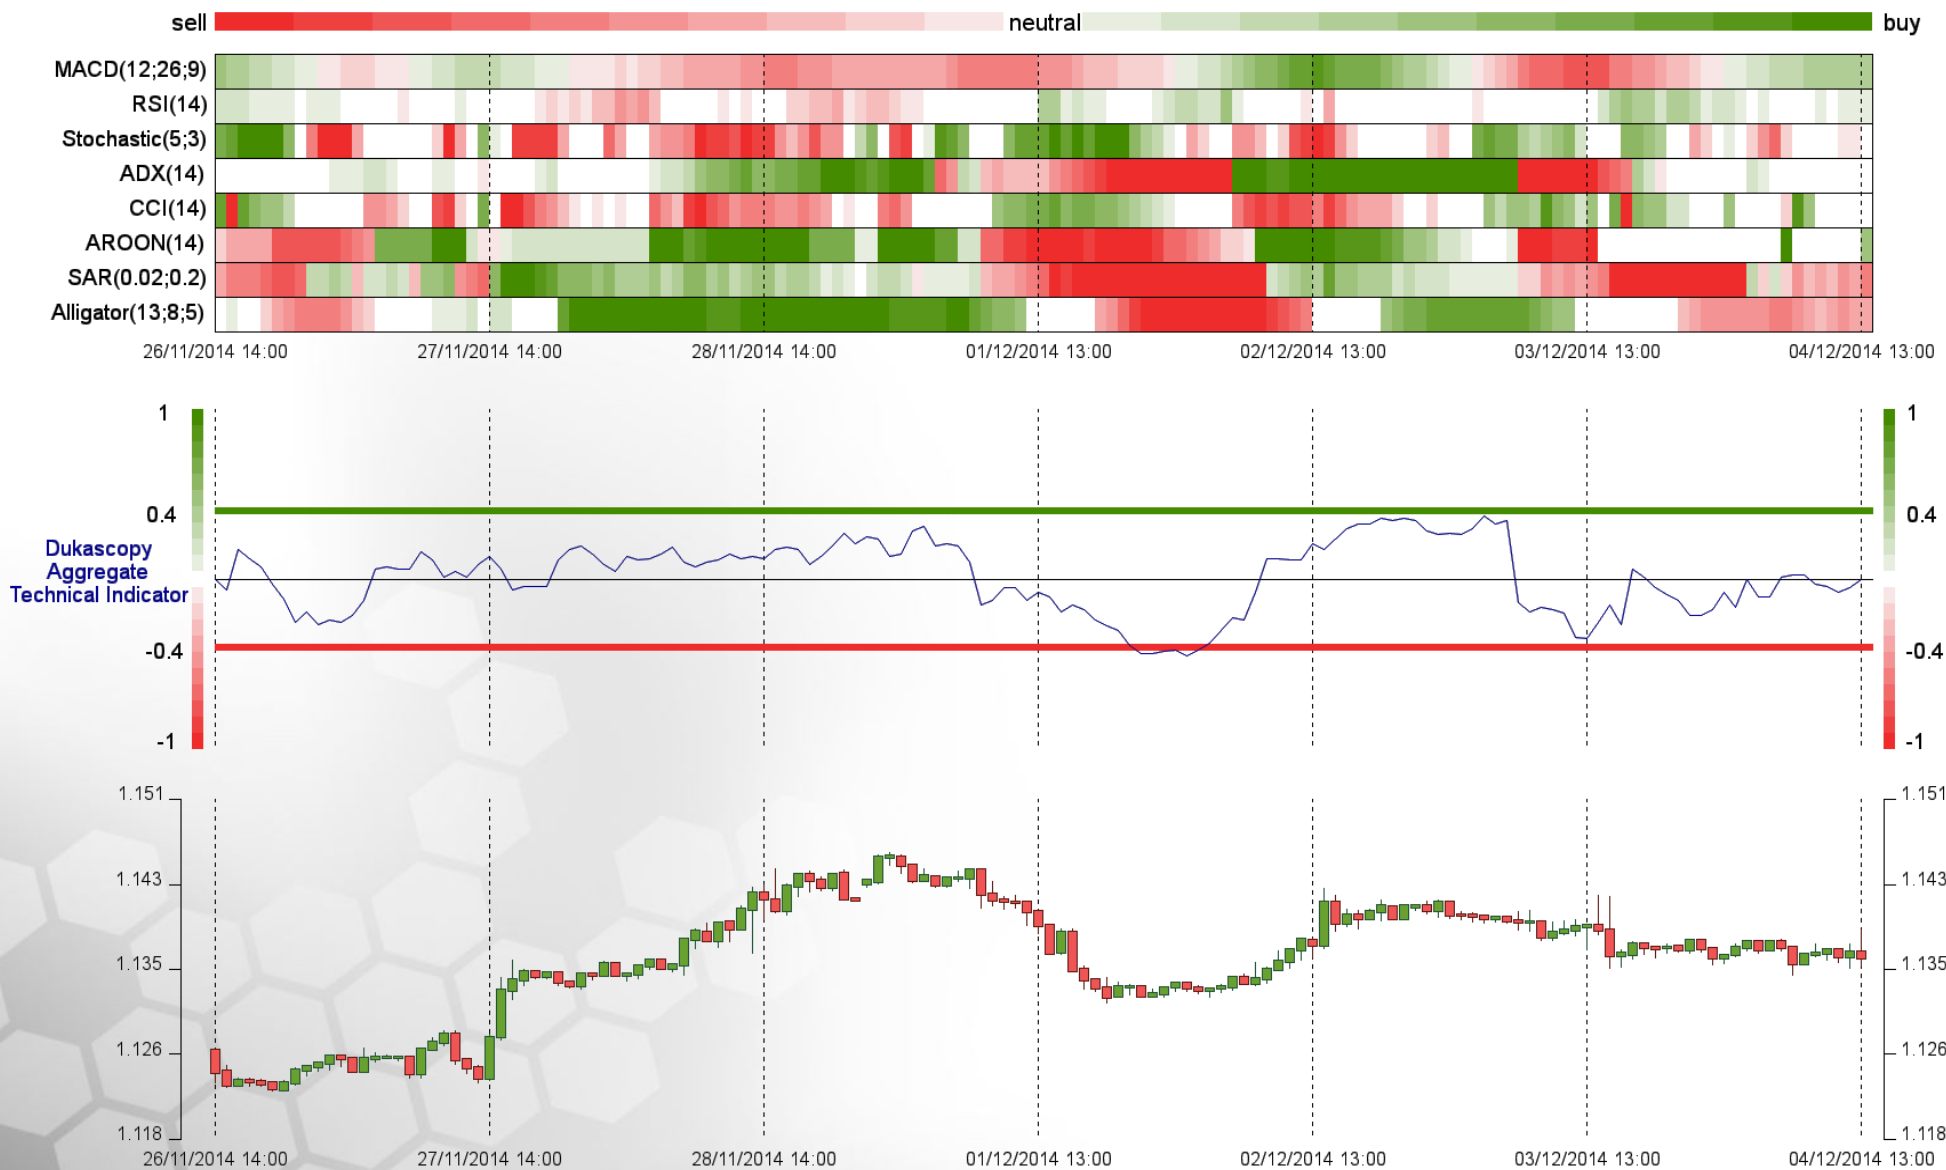 sell neutral buy
MACD(12;26;9)
RSI(14)
Stochastic(5;3)
ADX(14)
CCI(14)
AROON(14)
SAR(0.02;0.2)
Alligator(13;8;5)
26/11/2014 14:00 27/11/2014 14:00 28/11/2014 14:00 01/12/2014 13:00 02/12/2014 13:00 03/12/2014 13:00 04/12/2014 13:00
1 1
0.4 0.4
Dukascopy
Aggregate
Technical Indicator
-0.4 -0.4
-1 -1
1.151 1.151
1.143 1.143
1.135 1.135
1.126 1.126
1.118 1.118
26/11/2014 14:00 27/11/2014 14:00 28/11/2014 14:00 01/12/2014 13:00 02/12/2014 13:00 03/12/2014 13:00 04/12/2014 13:00